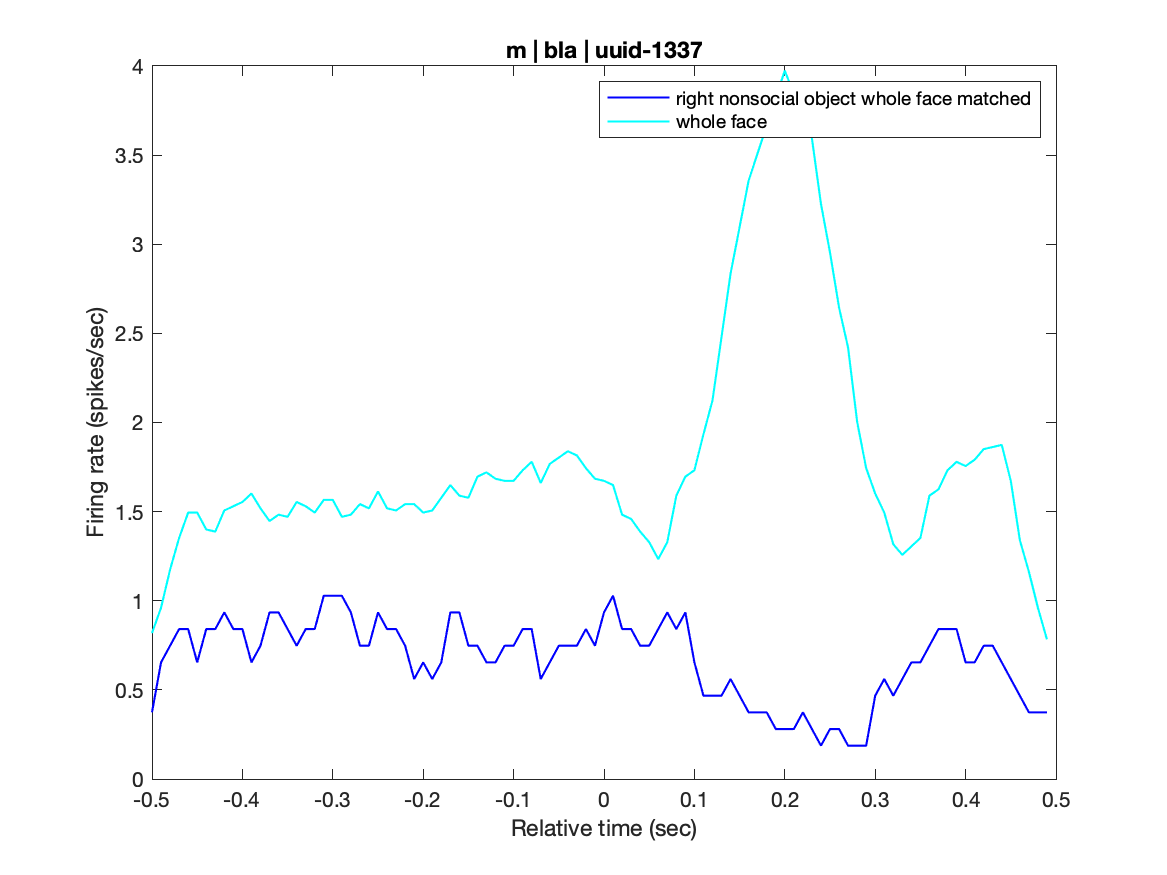 m | bla | uuid-1337
right nonsocial object whole face matched
whole face
4
3.5
3
2.5
2
1.5
1
0.5
0
Firing rate (spikes/sec)
-0.5 -0.4 -0.3 -0.2 -0.1 0 0.1 0.2 0.3 0.4 0.5
Relative time (sec)